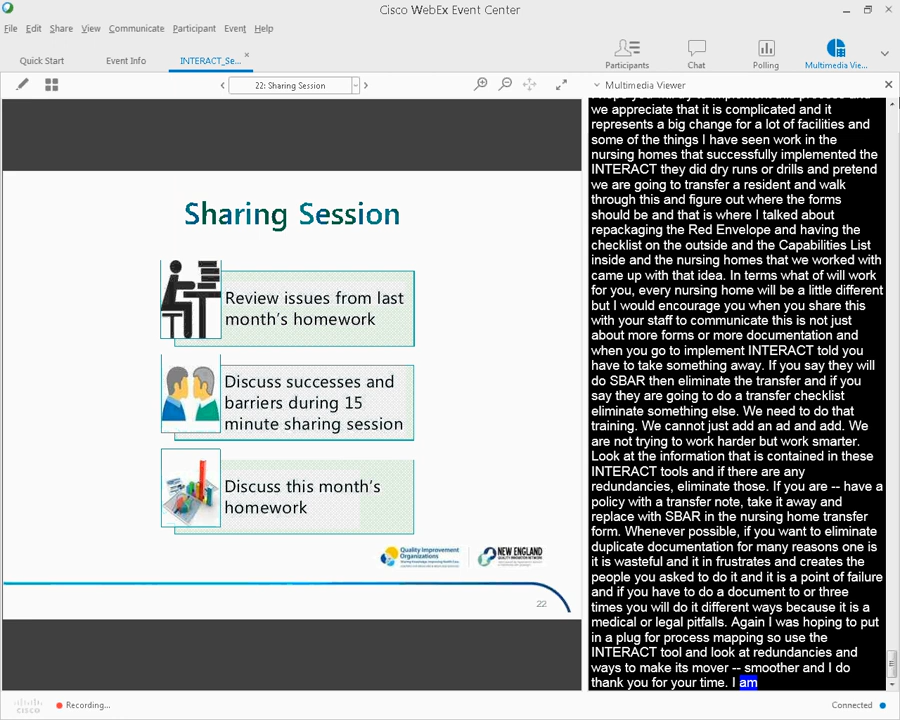 Cisco WebEx Event Center
File Edit Share View Communicate Participant Event Help
Quick Start Event Info INTERACT_Se...
Participants Chat Polling Multimedia Vie...
22: Sharing Session
Multimedia Viewer
Sharing Session
Review issues from last
month's homework
Discuss successes and
barriers during 15
minute sharing session
Discuss this month's
homework
Quality Improvement
Organizations
NEW ENGLAND
22
we appreciate that it is complicated and it
represents a big change for a lot of facilities and
some of the things I have seen work in the
nursing homes that successfully implemented the
INTERACT they did dry runs or drills and pretend
we are going to transfer a resident and walk
through this and figure out where the forms
should be and that is where I talked about
repackaging the Red Envelope and having the
checklist on the outside and the Capabilities List
inside and the nursing homes that we worked with
came up with that idea. In terms what of will work
for you, every nursing home will be a little different
but I would encourage you when you share this
with your staff to communicate this is not just
about more forms or more documentation and
when you go to implement INTERACT told you
have to take something away. If you say they will
do SBAR then eliminate the transfer and if you
say they are going to do a transfer checklist
eliminate something else. We need to do that
training. We cannot just add an ad and add. We
are not trying to work harder but work smarter.
Look at the information that is contained in these
INTERACT tools and if there are any
redundancies, eliminate those. If you are -- have a
policy with a transfer note, take it away and
replace with SBAR in the nursing home transfer
form. Whenever possible, if you want to eliminate
duplicate documentation for many reasons one is
it is wasteful and it in frustrates and creates the
people you asked to do it and it is a point of failure
and if you have to do a document to or three
times you will do it different ways because it is a
medical or legal pitfalls. Again I was hoping to put
in a plug for process mapping so use the
INTERACT tool and look at redundancies and
ways to make its mover -- smoother and I do
thank you for your time. I am
cisco
Recording...
Connected